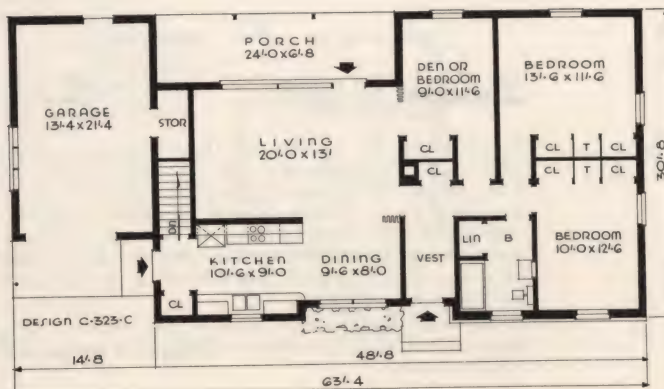 PORCH
24'-0 x 6'-8
GARAGE
13'-4 x 21'-4
STOR
LIVING
20'-0 x 13'
DEN OR
BEDROOM
9'-0 x 11'-6
BEDROOM
13'-6 x 11'-6
CL
CL
CL
T
CL
CL
T
CL
DN
KITCHEN
10'-6 x 9'-0
DINING
9'-6 x 8'-0
VEST
LIN
B
BEDROOM
10'-0 x 12'-6
CL
30'-8
DESIGN C-323-C
14'-8
48'-8
63'-4